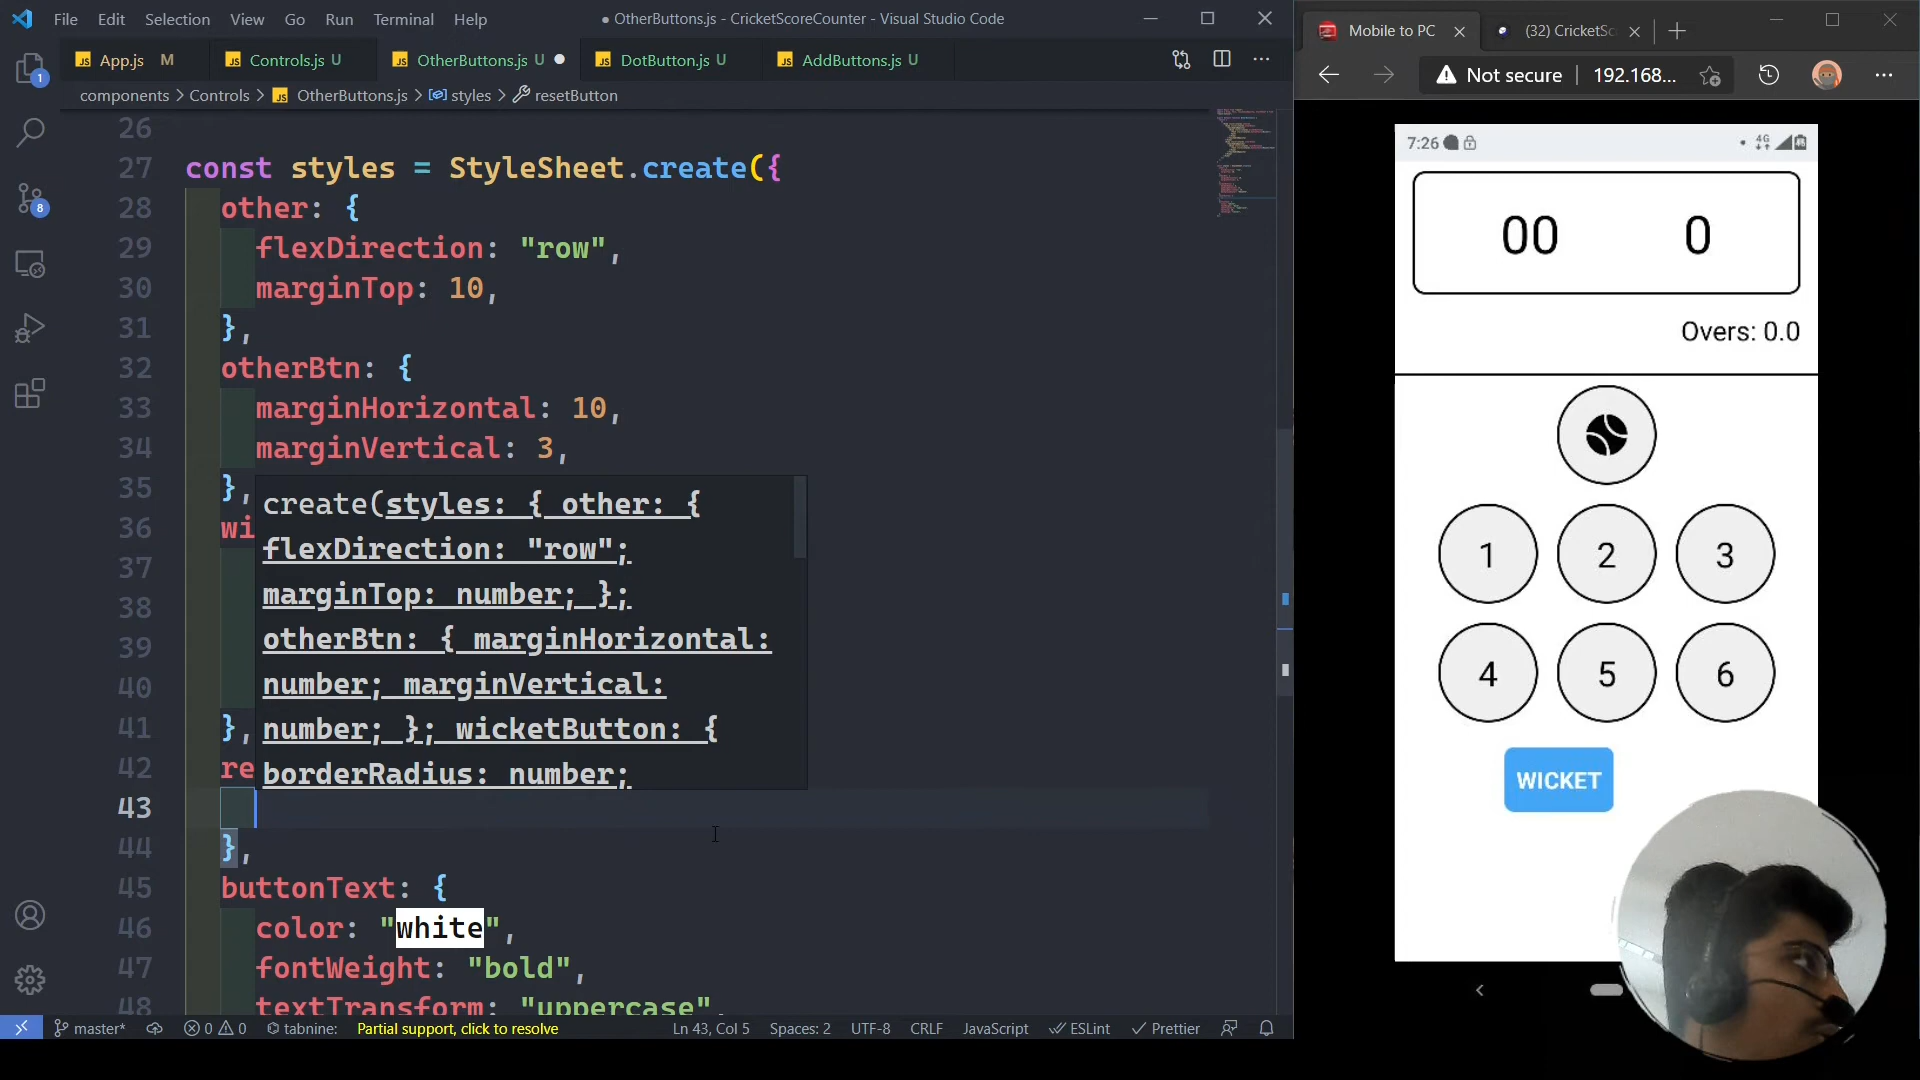 File Edit Selection View Go Run Terminal Help
● OtherButtons.js - CricketScoreCounter - Visual Studio Code
App.js M
Controls.js U
OtherButtons.js U
DotButton.js U
AddButtons.js U
components > Controls > OtherButtons.js > styles > resetButton
26
27 const styles = StyleSheet.create({
28 other: {
29 flexDirection: "row",
30 marginTop: 10,
31 },
32 otherBtn: {
33 marginHorizontal: 10,
34 marginVertical: 3,
35 },
36 wi
37
38
39
40
41 },
42 re
43
44 },
45 buttonText: {
46 color: "white",
47 fontWeight: "bold",
48 textTransform: "uppercase",
create(styles: { other: {
flexDirection: "row";
marginTop: number; };
otherBtn: { marginHorizontal:
number; marginVertical:
number; }; wicketButton: {
borderRadius: number;
1
8
master* 0 0 tabnine: Partial support, click to resolve Ln 43, Col 5 Spaces: 2 UTF-8 CRLF JavaScript ESLint Prettier
Mobile to PC
(32) CricketSc
Not secure | 192.168...
7:26 4G
00 0
Overs: 0.0
1 2 3
4 5 6
WICKET